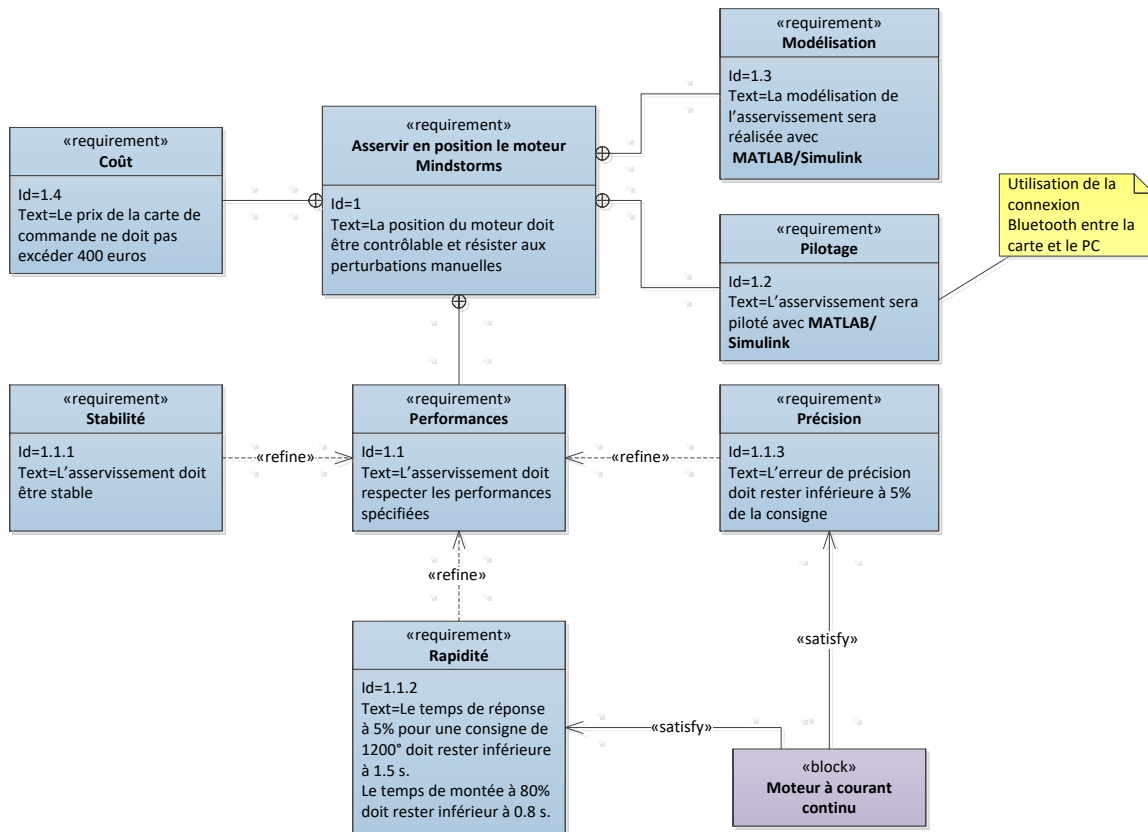 «requirement»
Modélisation
Id=1.3
Text=La modélisation de
l’asservissement sera
réalisée avec
MATLAB/Simulink
«requirement»
Asservir en position le moteur
Mindstorms
Id=1
Text=La position du moteur doit
être contrôlable et résister aux
perturbations manuelles
«requirement»
Coût
Id=1.4
Text=Le prix de la carte de
commande ne doit pas
excéder 400 euros
Utilisation de la
connexion
Bluetooth entre la
carte et le PC
«requirement»
Pilotage
Id=1.2
Text=L’asservissement sera
piloté avec MATLAB/
Simulink
«requirement»
Stabilité
Id=1.1.1
Text=L’asservissement doit
être stable
«refine»
«requirement»
Performances
Id=1.1
Text=L’asservissement doit
respecter les performances
spécifiées
«refine»
«requirement»
Précision
Id=1.1.3
Text=L’erreur de précision
doit rester inférieure à 5%
de la consigne
«refine»
«satisfy»
«requirement»
Rapidité
Id=1.1.2
Text=Le temps de réponse
à 5% pour une consigne de
1200° doit rester inférieure
à 1.5 s.
Le temps de montée à 80%
doit rester inférieur à 0.8 s.
«satisfy»
«block»
Moteur à courant
continu